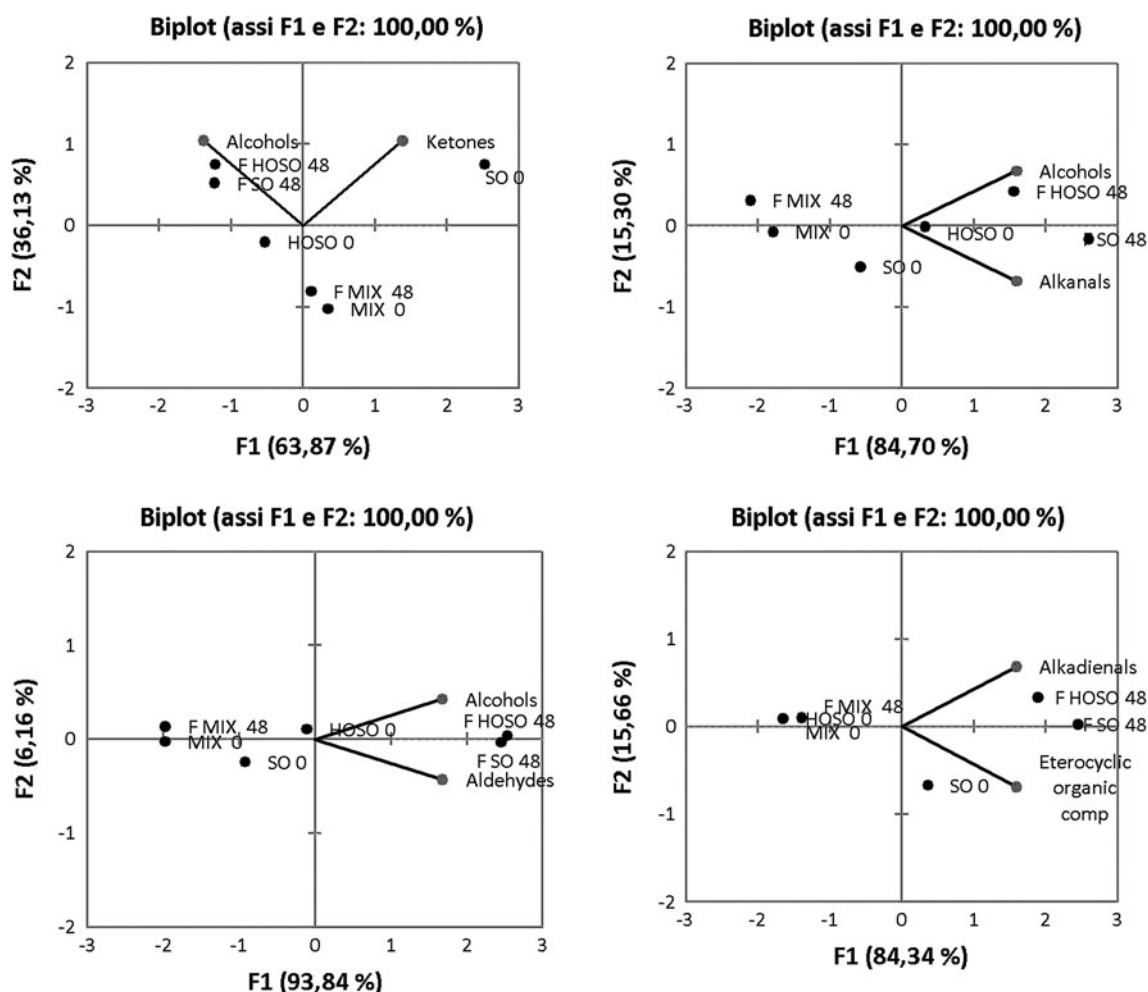 Biplot (assi F1 e F2: 100,00 %)
2
1
0
-1
-2
F2 (36,13 %)
Alcohols
Ketones
F HOSO 48
F SO 48
SO 0
HOSO 0
F MIX 48
MIX 0
-3 -2 -1 0 1 2 3
F1 (63,87 %)
Biplot (assi F1 e F2: 100,00 %)
2
1
0
-1
-2
F2 (15,30 %)
Alcohols
F HOSO 48
F MIX 48
MIX 0
HOSO 0
F SO 48
SO 0
Alkanals
-3 -2 -1 0 1 2 3
F1 (84,70 %)
Biplot (assi F1 e F2: 100,00 %)
2
1
0
-1
-2
F2 (6,16 %)
Alcohols
F HOSO 48
F MIX 48
HOSO 0
MIX 0
SO 0
F SO 48
Aldehydes
-3 -2 -1 0 1 2 3
F1 (93,84 %)
Biplot (assi F1 e F2: 100,00 %)
2
1
0
-1
-2
F2 (15,66 %)
Alkadienals
F HOSO 48
F MIX 48
HOSO 0
F SO 48
MIX 0
Eterocyclic
organic
comp
SO 0
-3 -2 -1 0 1 2 3
F1 (84,34 %)